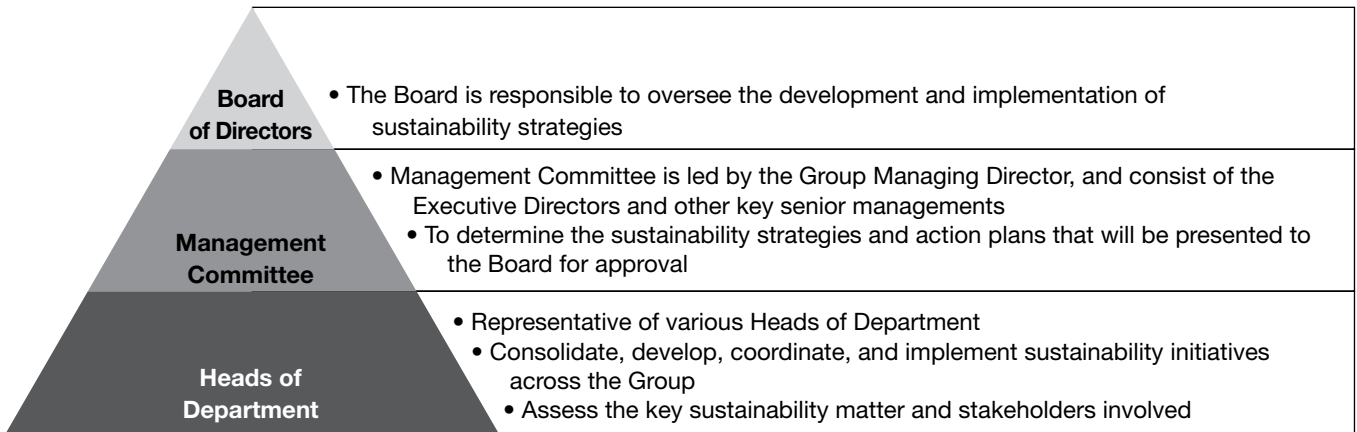 Board
of Directors
• The Board is responsible to oversee the development and implementation of
sustainability strategies
Management
Committee
• Management Committee is led by the Group Managing Director, and consist of the
Executive Directors and other key senior managements
• To determine the sustainability strategies and action plans that will be presented to
the Board for approval
Heads of
Department
• Representative of various Heads of Department
• Consolidate, develop, coordinate, and implement sustainability initiatives
across the Group
• Assess the key sustainability matter and stakeholders involved